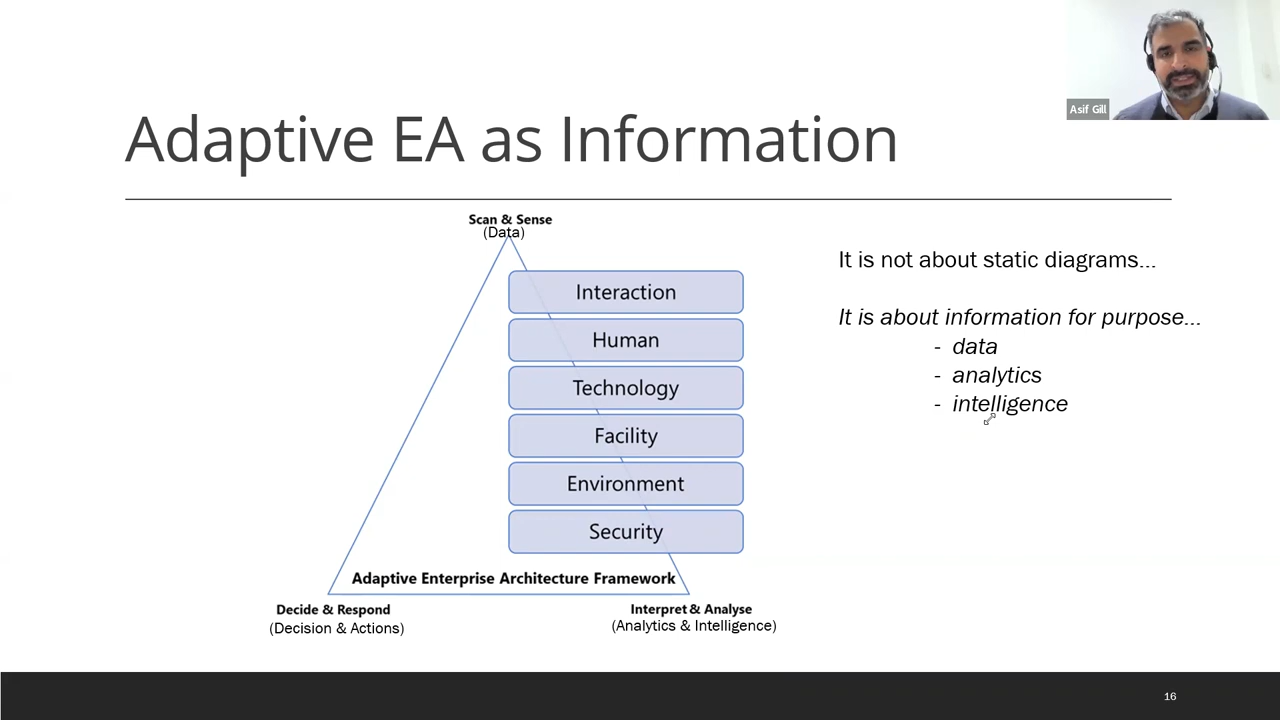 Asif Gill
Adaptive EA as Information
Scan & Sense
(Data)
Interaction
Human
Technology
Facility
Environment
Security
Adaptive Enterprise Architecture Framework
Decide & Respond
(Decision & Actions)
Interpret & Analyse
(Analytics & Intelligence)
It is not about static diagrams...
It is about information for purpose...
- data
- analytics
- intelligence
16